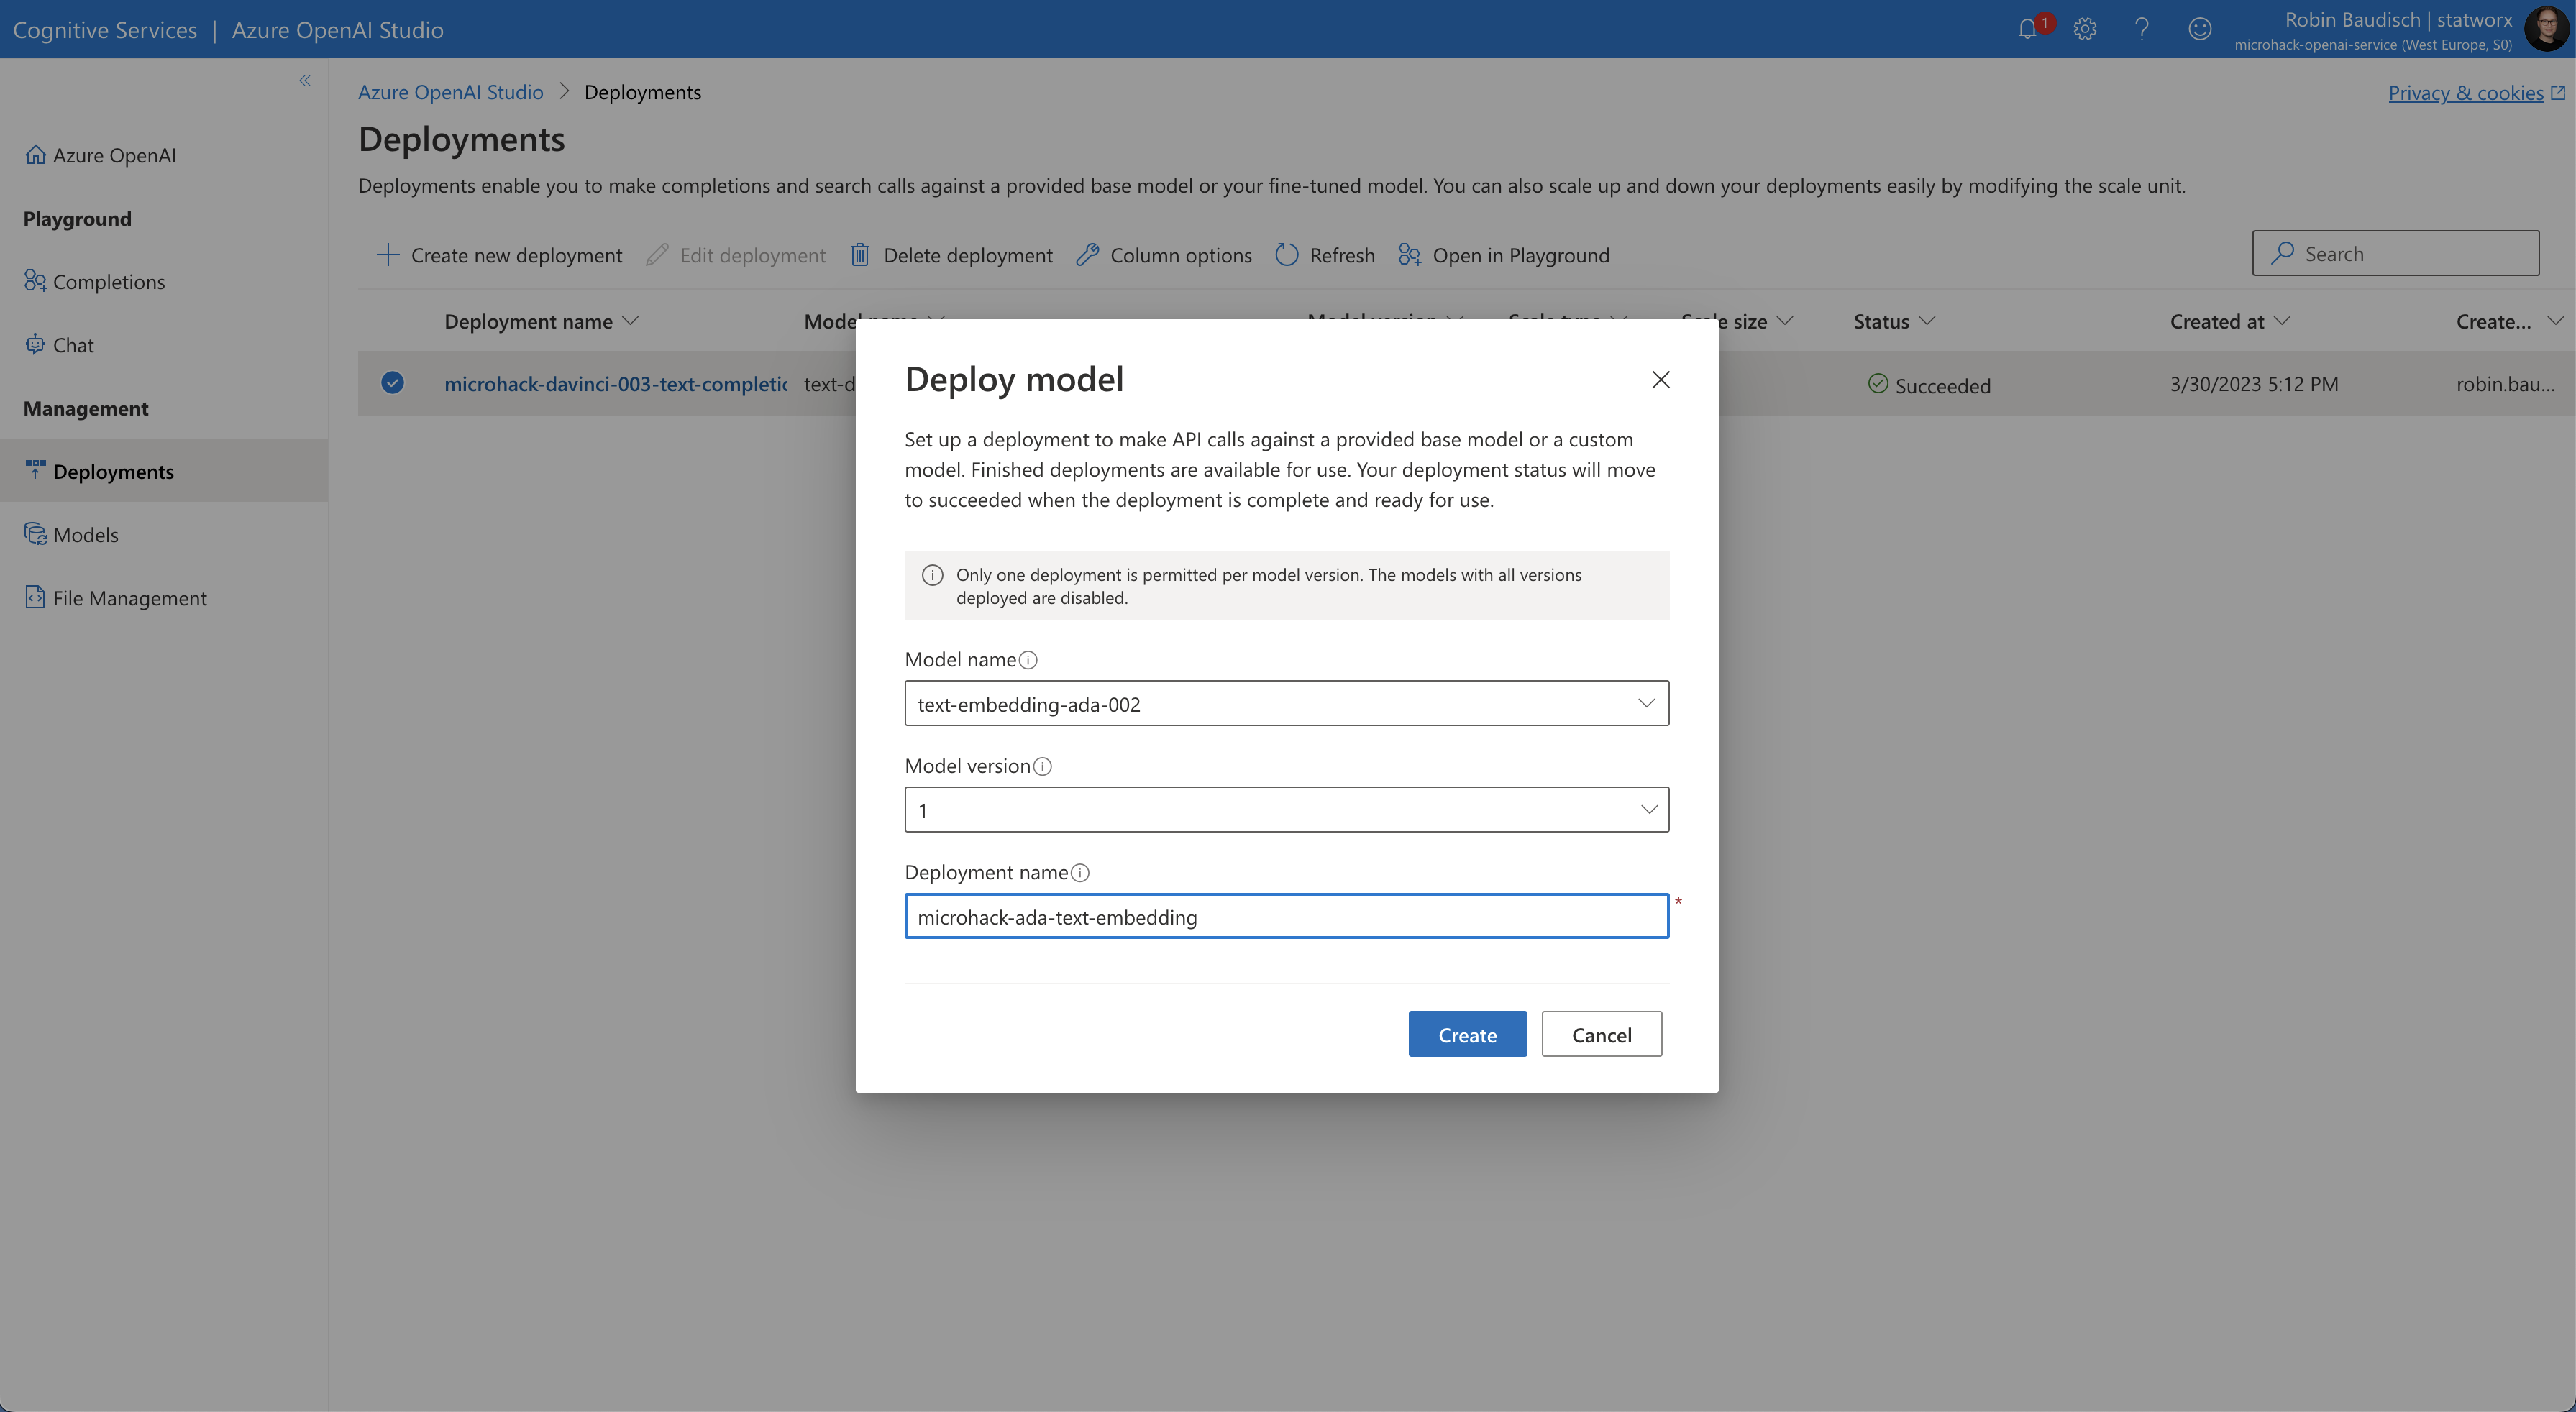 Cognitive Services | Azure OpenAI Studio
1
Robin Baudisch | statworx
microhack-openai-service (West Europe, S0)
Azure OpenAI
Playground
Completions
Chat
Management
Deployments
Models
File Management
Azure OpenAI Studio > Deployments
Privacy & cookies
Deployments
Deployments enable you to make completions and search calls against a provided base model or your fine-tuned model. You can also scale up and down your deployments easily by modifying the scale unit.
Create new deployment Edit deployment Delete deployment Column options Refresh Open in Playground
Search
Deployment name Model name Model version Scale type Scale size Status Created at Create...
microhack-davinci-003-text-completic text-d Succeeded 3/30/2023 5:12 PM robin.bau...
Deploy model
Set up a deployment to make API calls against a provided base model or a custom
model. Finished deployments are available for use. Your deployment status will move
to succeeded when the deployment is complete and ready for use.
Only one deployment is permitted per model version. The models with all versions
deployed are disabled.
Model name
text-embedding-ada-002
Model version
1
Deployment name
microhack-ada-text-embedding *
Create Cancel